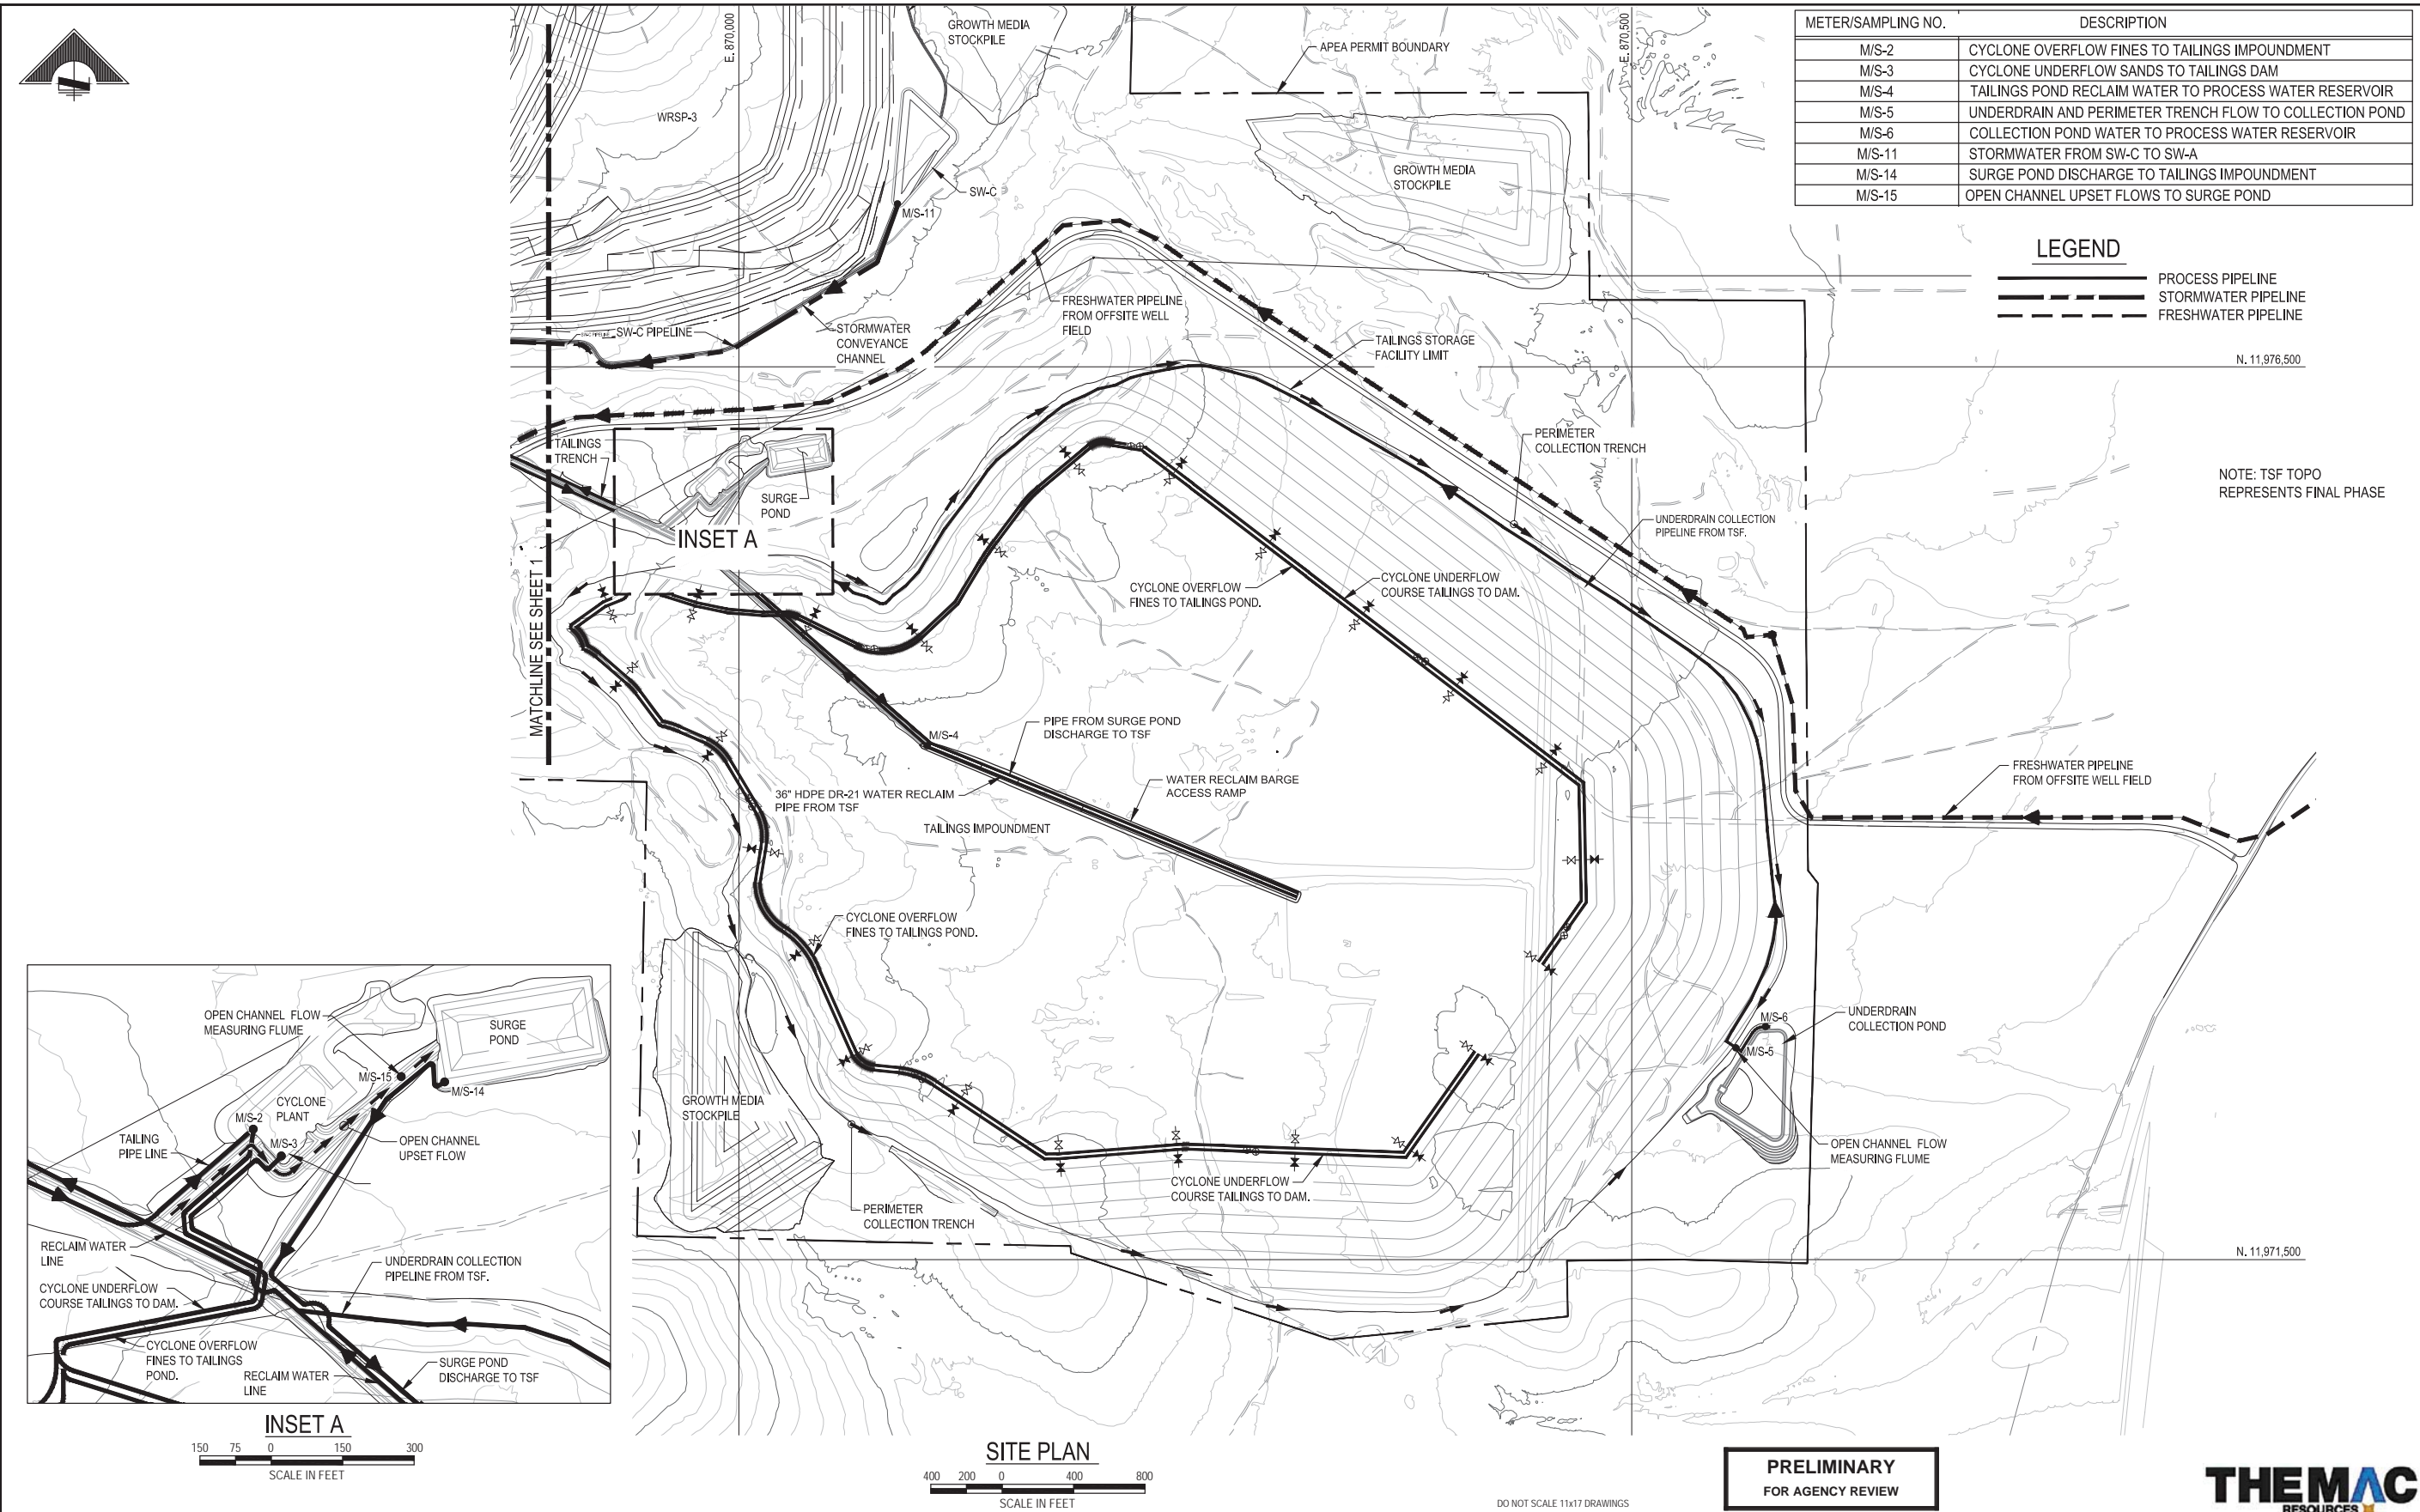 METER/SAMPLING NO. DESCRIPTION
M/S-2 CYCLONE OVERFLOW FINES TO TAILINGS IMPOUNDMENT
M/S-3 CYCLONE UNDERFLOW SANDS TO TAILINGS DAM
M/S-4 TAILINGS POND RECLAIM WATER TO PROCESS WATER RESERVOIR
M/S-5 UNDERDRAIN AND PERIMETER TRENCH FLOW TO COLLECTION POND
M/S-6 COLLECTION POND WATER TO PROCESS WATER RESERVOIR
M/S-11 STORMWATER FROM SW-C TO SW-A
M/S-14 SURGE POND DISCHARGE TO TAILINGS IMPOUNDMENT
M/S-15 OPEN CHANNEL UPSET FLOWS TO SURGE POND
LEGEND
PROCESS PIPELINE
STORMWATER PIPELINE
FRESHWATER PIPELINE
N. 11,976,500
NOTE: TSF TOPO
REPRESENTS FINAL PHASE
E. 870,000
E. 870,500
GROWTH MEDIA
STOCKPILE
APEA PERMIT BOUNDARY
WRSP-3
SW-C
M/S-11
GROWTH MEDIA
STOCKPILE
FRESHWATER PIPELINE
FROM OFFSITE WELL
FIELD
SW-C PIPELINE
STORMWATER
CONVEYANCE
CHANNEL
TAILINGS STORAGE
FACILITY LIMIT
TAILINGS
TRENCH
SURGE
POND
INSET A
PERIMETER
COLLECTION TRENCH
UNDERDRAIN COLLECTION
PIPELINE FROM TSF.
CYCLONE OVERFLOW
FINES TO TAILINGS POND.
CYCLONE UNDERFLOW
COURSE TAILINGS TO DAM.
MATCHLINE SEE SHEET 1
M/S-4
PIPE FROM SURGE POND
DISCHARGE TO TSF
WATER RECLAIM BARGE
ACCESS RAMP
36" HDPE DR-21 WATER RECLAIM
PIPE FROM TSF
TAILINGS IMPOUNDMENT
FRESHWATER PIPELINE
FROM OFFSITE WELL FIELD
CYCLONE OVERFLOW
FINES TO TAILINGS POND.
UNDERDRAIN
COLLECTION POND
M/S-6
M/S-5
OPEN CHANNEL FLOW
MEASURING FLUME
GROWTH MEDIA
STOCKPILE
CYCLONE UNDERFLOW
COURSE TAILINGS TO DAM.
PERIMETER
COLLECTION TRENCH
N. 11,971,500
OPEN CHANNEL FLOW
MEASURING FLUME
SURGE
POND
M/S-15
M/S-14
CYCLONE
PLANT
M/S-2
M/S-3
TAILING
PIPE LINE
OPEN CHANNEL
UPSET FLOW
RECLAIM WATER
LINE
UNDERDRAIN COLLECTION
PIPELINE FROM TSF.
CYCLONE UNDERFLOW
COURSE TAILINGS TO DAM.
CYCLONE OVERFLOW
FINES TO TAILINGS
POND.
RECLAIM WATER
LINE
SURGE POND
DISCHARGE TO TSF
INSET A
150 75 0 150 300
SCALE IN FEET
SITE PLAN
400 200 0 400 800
SCALE IN FEET
DO NOT SCALE 11x17 DRAWINGS
PRELIMINARY
FOR AGENCY REVIEW
THEMAC
RESOURCES